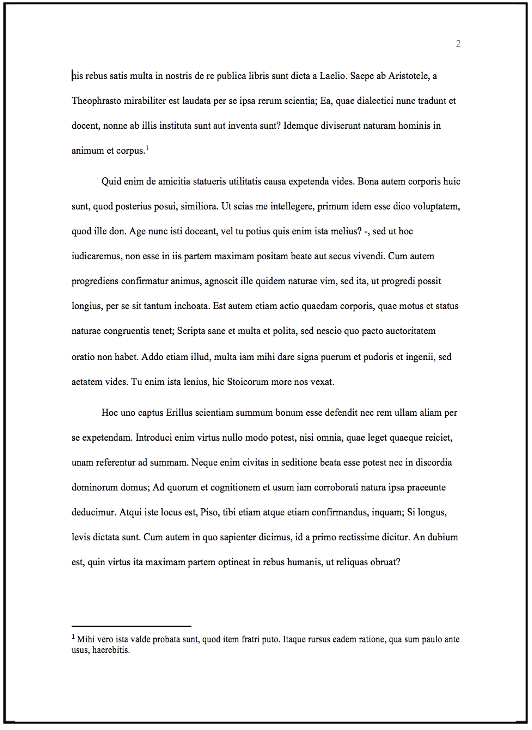 2
his rebus satis multa in nostris de re publica libris sunt dicta a Laelio. Saepe ab Aristotele, a
Theophrasto mirabiliter est laudata per se ipsa rerum scientia; Ea, quae dialectici nunc tradunt et
docent, nonne ab illis instituta sunt aut inventa sunt? Idemque diviserunt naturam hominis in
animum et corpus.1
Quid enim de amicitia statueris utilitatis causa expetenda vides. Bona autem corporis huic
sunt, quod posterius posui, similiora. Ut scias me intellegere, primum idem esse dico voluptatem,
quod ille don. Age nunc isti doceant, vel tu potius quis enim ista melius? -, sed ut hoc
iudicaremus, non esse in iis partem maximam positam beate aut secus vivendi. Cum autem
progrediens confirmatur animus, agnoscit ille quidem naturae vim, sed ita, ut progredi possit
longius, per se sit tantum inchoata. Est autem etiam actio quaedam corporis, quae motus et status
naturae congruentis tenet; Scripta sane et multa et polita, sed nescio quo pacto auctoritatem
oratio non habet. Addo etiam illud, multa iam mihi dare signa puerum et pudoris et ingenii, sed
aetatem vides. Tu enim ista lenius, hic Stoicorum more nos vexat.
Hoc uno captus Erillus scientiam summum bonum esse defendit nec rem ullam aliam per
se expetendam. Introduci enim virtus nullo modo potest, nisi omnia, quae leget quaeque reiciet,
unam referentur ad summam. Neque enim civitas in seditione beata esse potest nec in discordia
dominorum domus; Ad quorum et cognitionem et usum iam corroborati natura ipsa praeeunte
deducimur. Atqui iste locus est, Piso, tibi etiam atque etiam confirmandus, inquam; Si longus,
levis dictata sunt. Cum autem in quo sapienter dicimus, id a primo rectissime dicitur. An dubium
est, quin virtus ita maximam partem optineat in rebus humanis, ut reliquas obruat?
1 Mihi vero ista valde probata sunt, quod item fratri puto. Itaque rursus eadem ratione, qua sum paulo ante
usus, haerebitis.